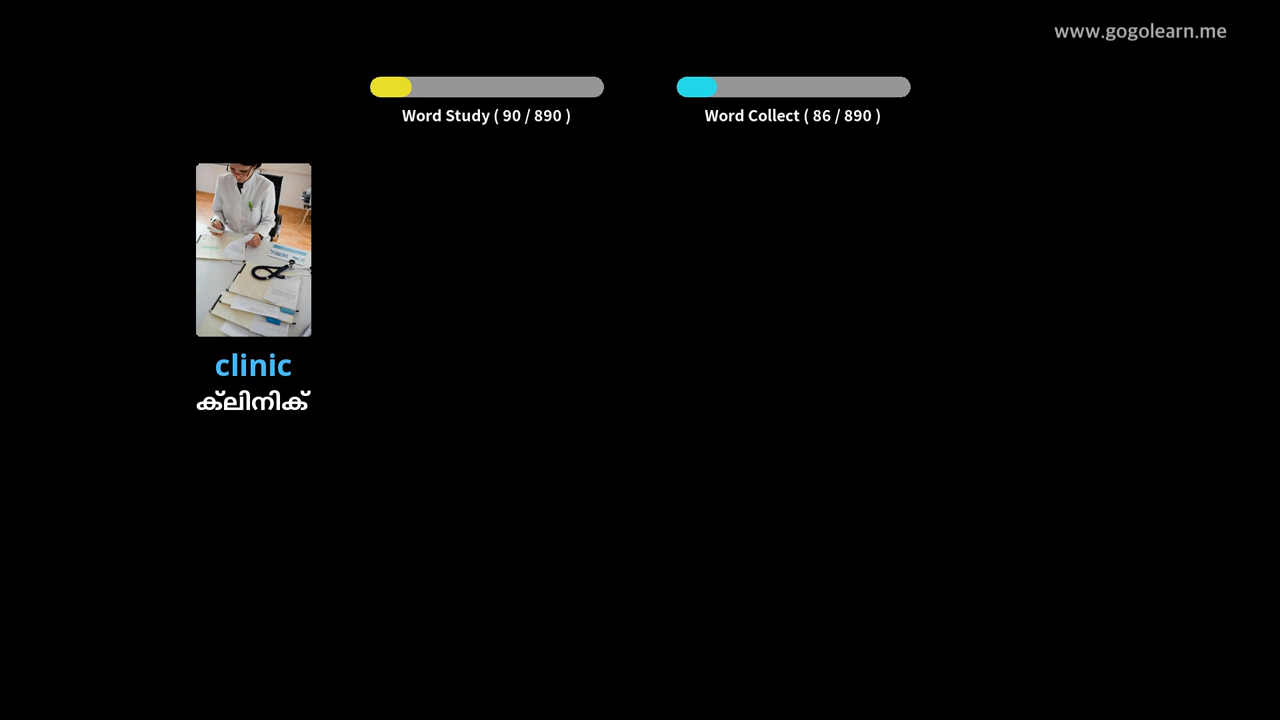 www.gogolearn.me
Word Study ( 90 / 890 )
Word Collect ( 86 / 890 )
clinic
ക്ലിനിക്